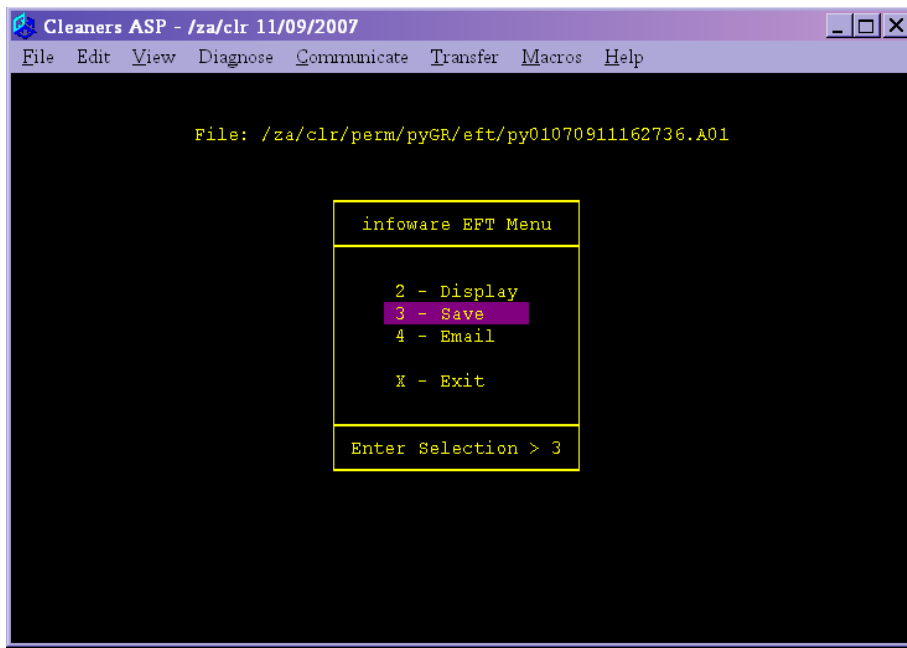 Cleaners ASP - /za/clr 11/09/2007
File Edit View Diagnose Communicate Transfer Macros Help
File: /za/clr/perm/pyGR/eft/py01070911162736.A01
infoware EFT Menu
2 - Display
3 - Save
4 - Email
X - Exit
Enter Selection > 3